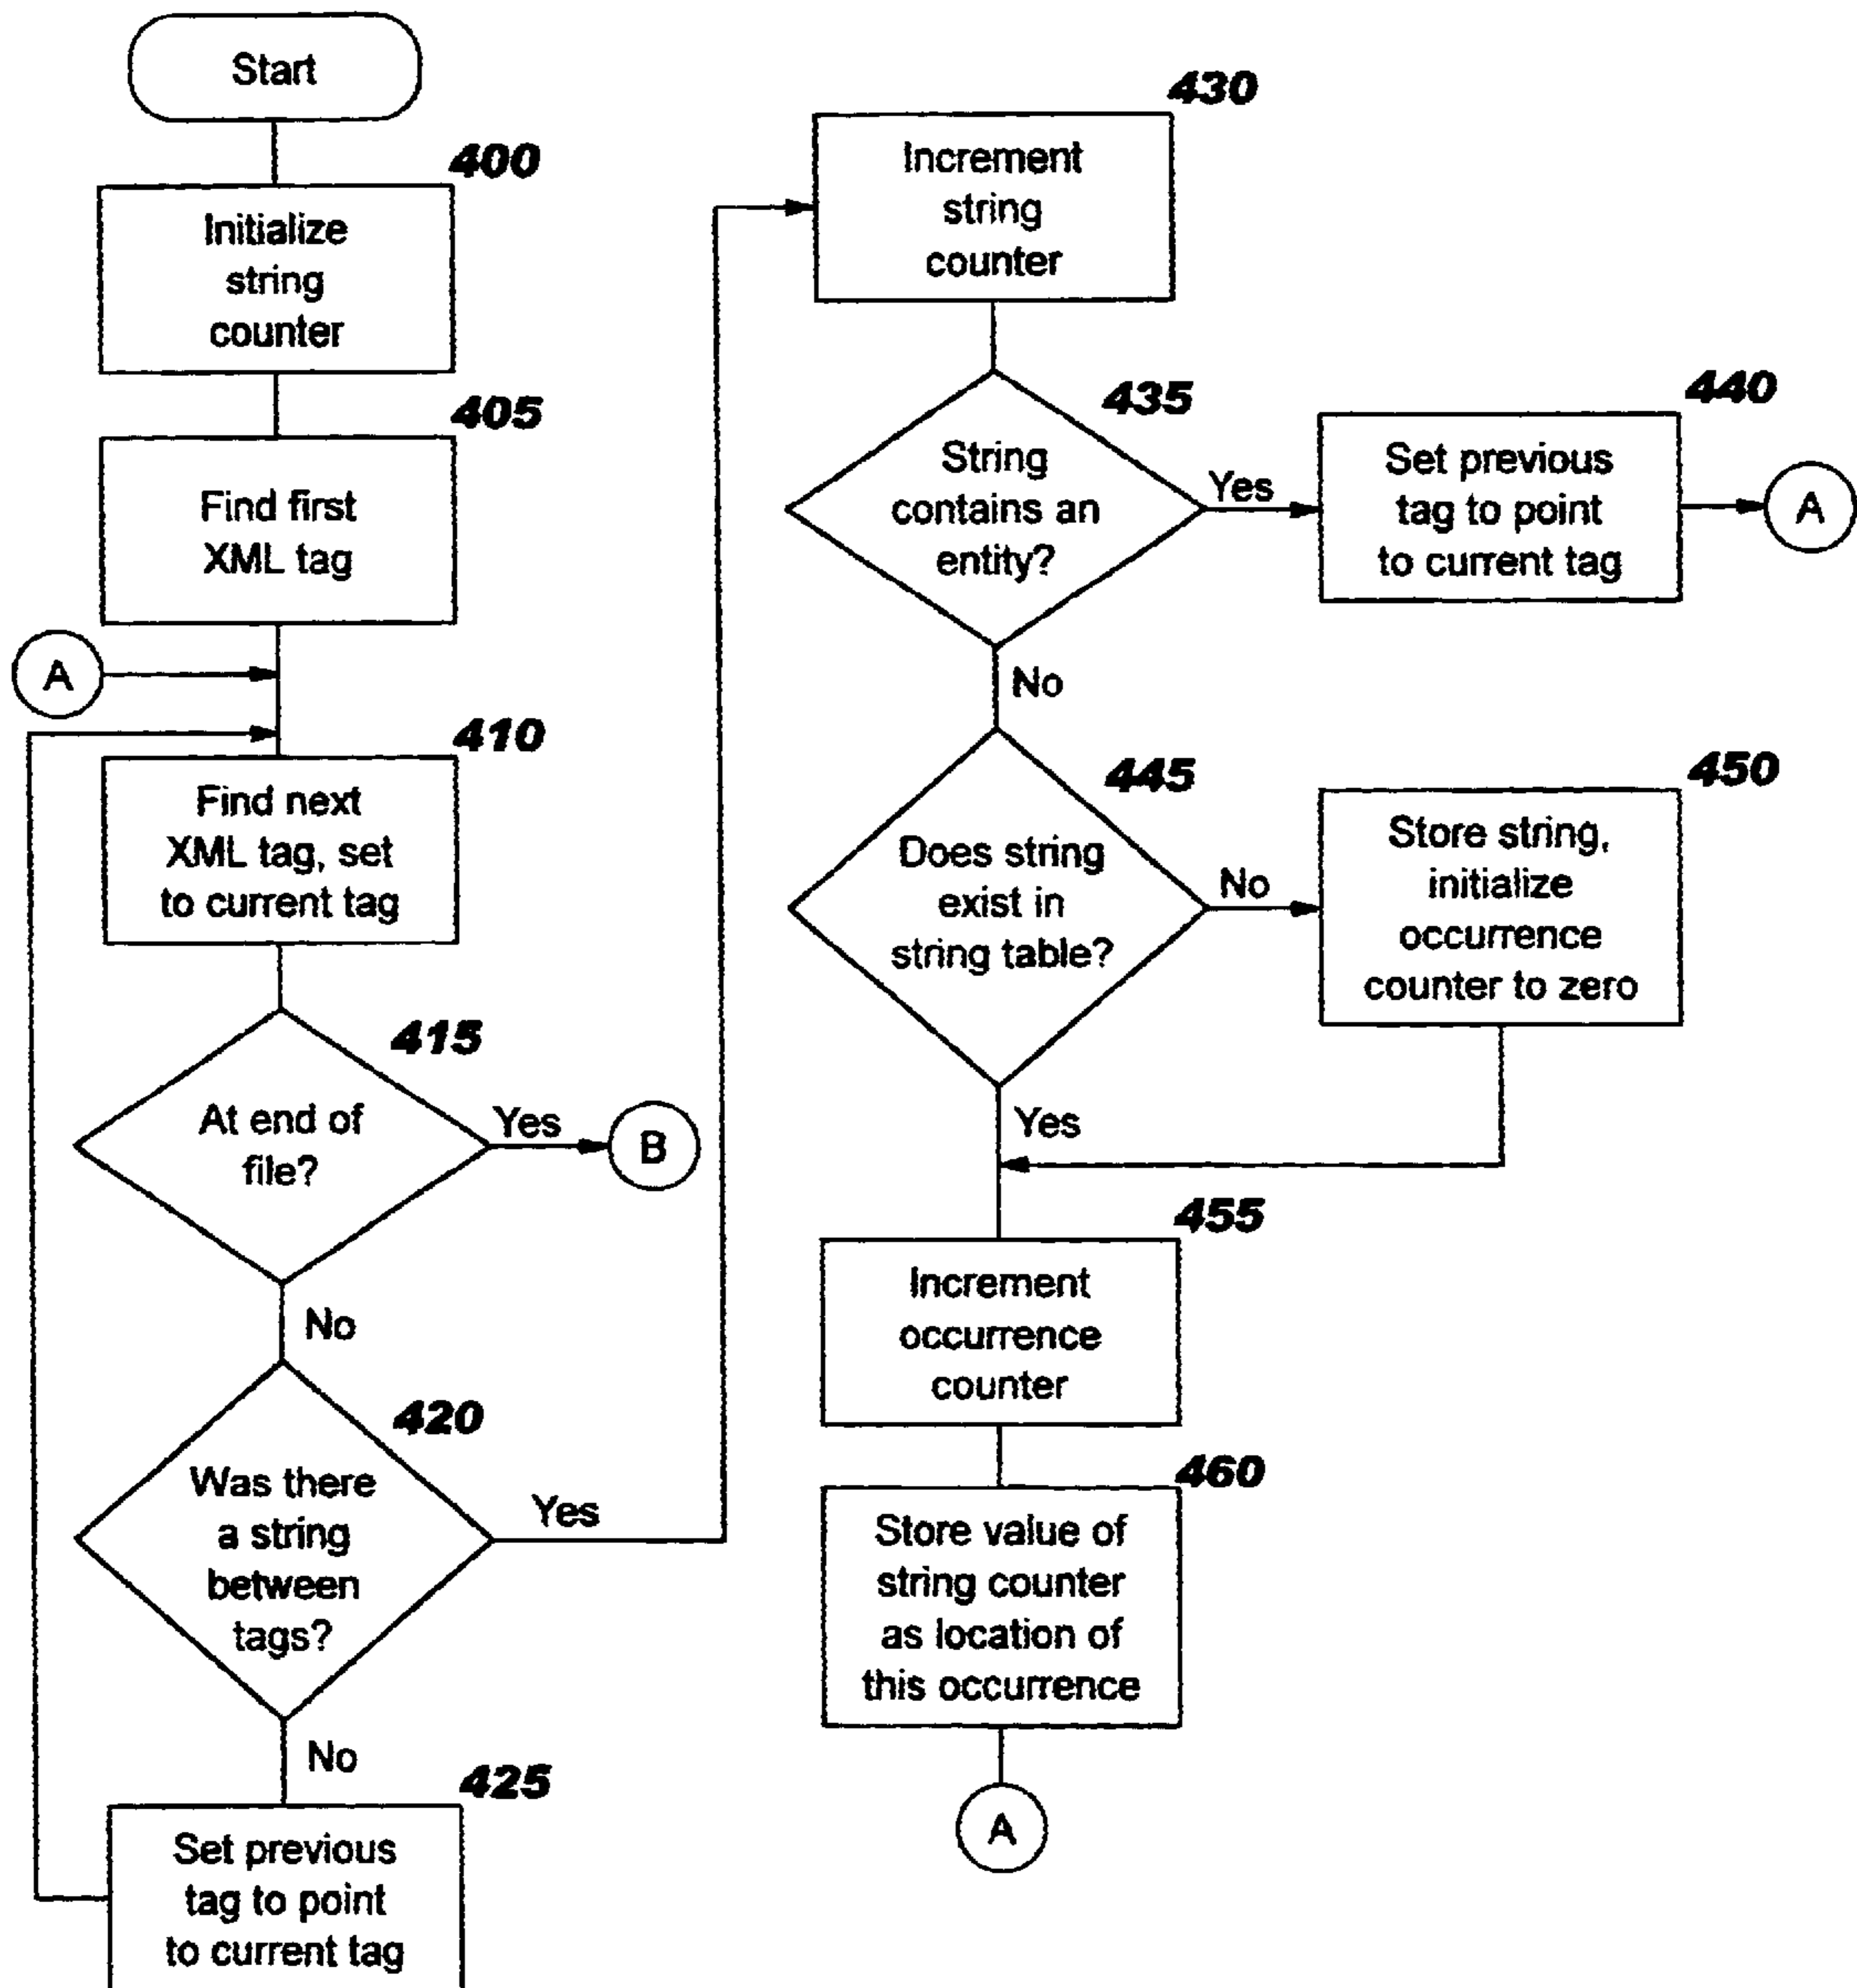 Start
400
Initialize
string
counter
405
Find first
XML tag
A
410
Find next
XML tag, set
to current tag
415
At end of
file?
Yes
B
No
420
Was there
a string
between
tags?
Yes
No
425
Set previous
tag to point
to current tag
430
Increment
string
counter
435
String
contains an
entity?
Yes
440
Set previous
tag to point
to current tag
A
No
445
Does string
exist in
string table?
No
450
Store string,
initialize
occurrence
counter to zero
Yes
455
Increment
occurrence
counter
460
Store value of
string counter
as location of
this occurrence
A